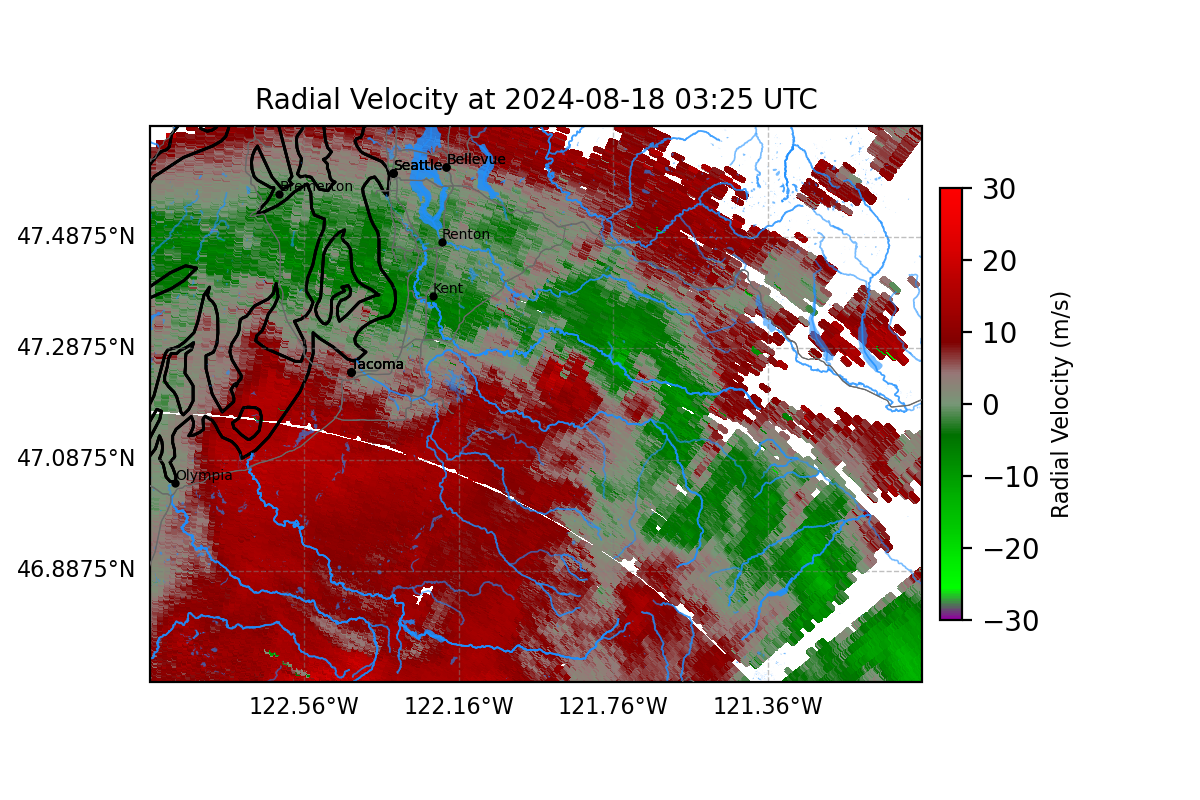 Radial Velocity at 2024-08-18 03:25 UTC
Seattle
Bellevue
Bremerton
Renton
Kent
Tacoma
Olympia
47.4875°N
47.2875°N
47.0875°N
46.8875°N
122.56°W
122.16°W
121.76°W
121.36°W
30
20
10
0
−10
−20
−30
Radial Velocity (m/s)